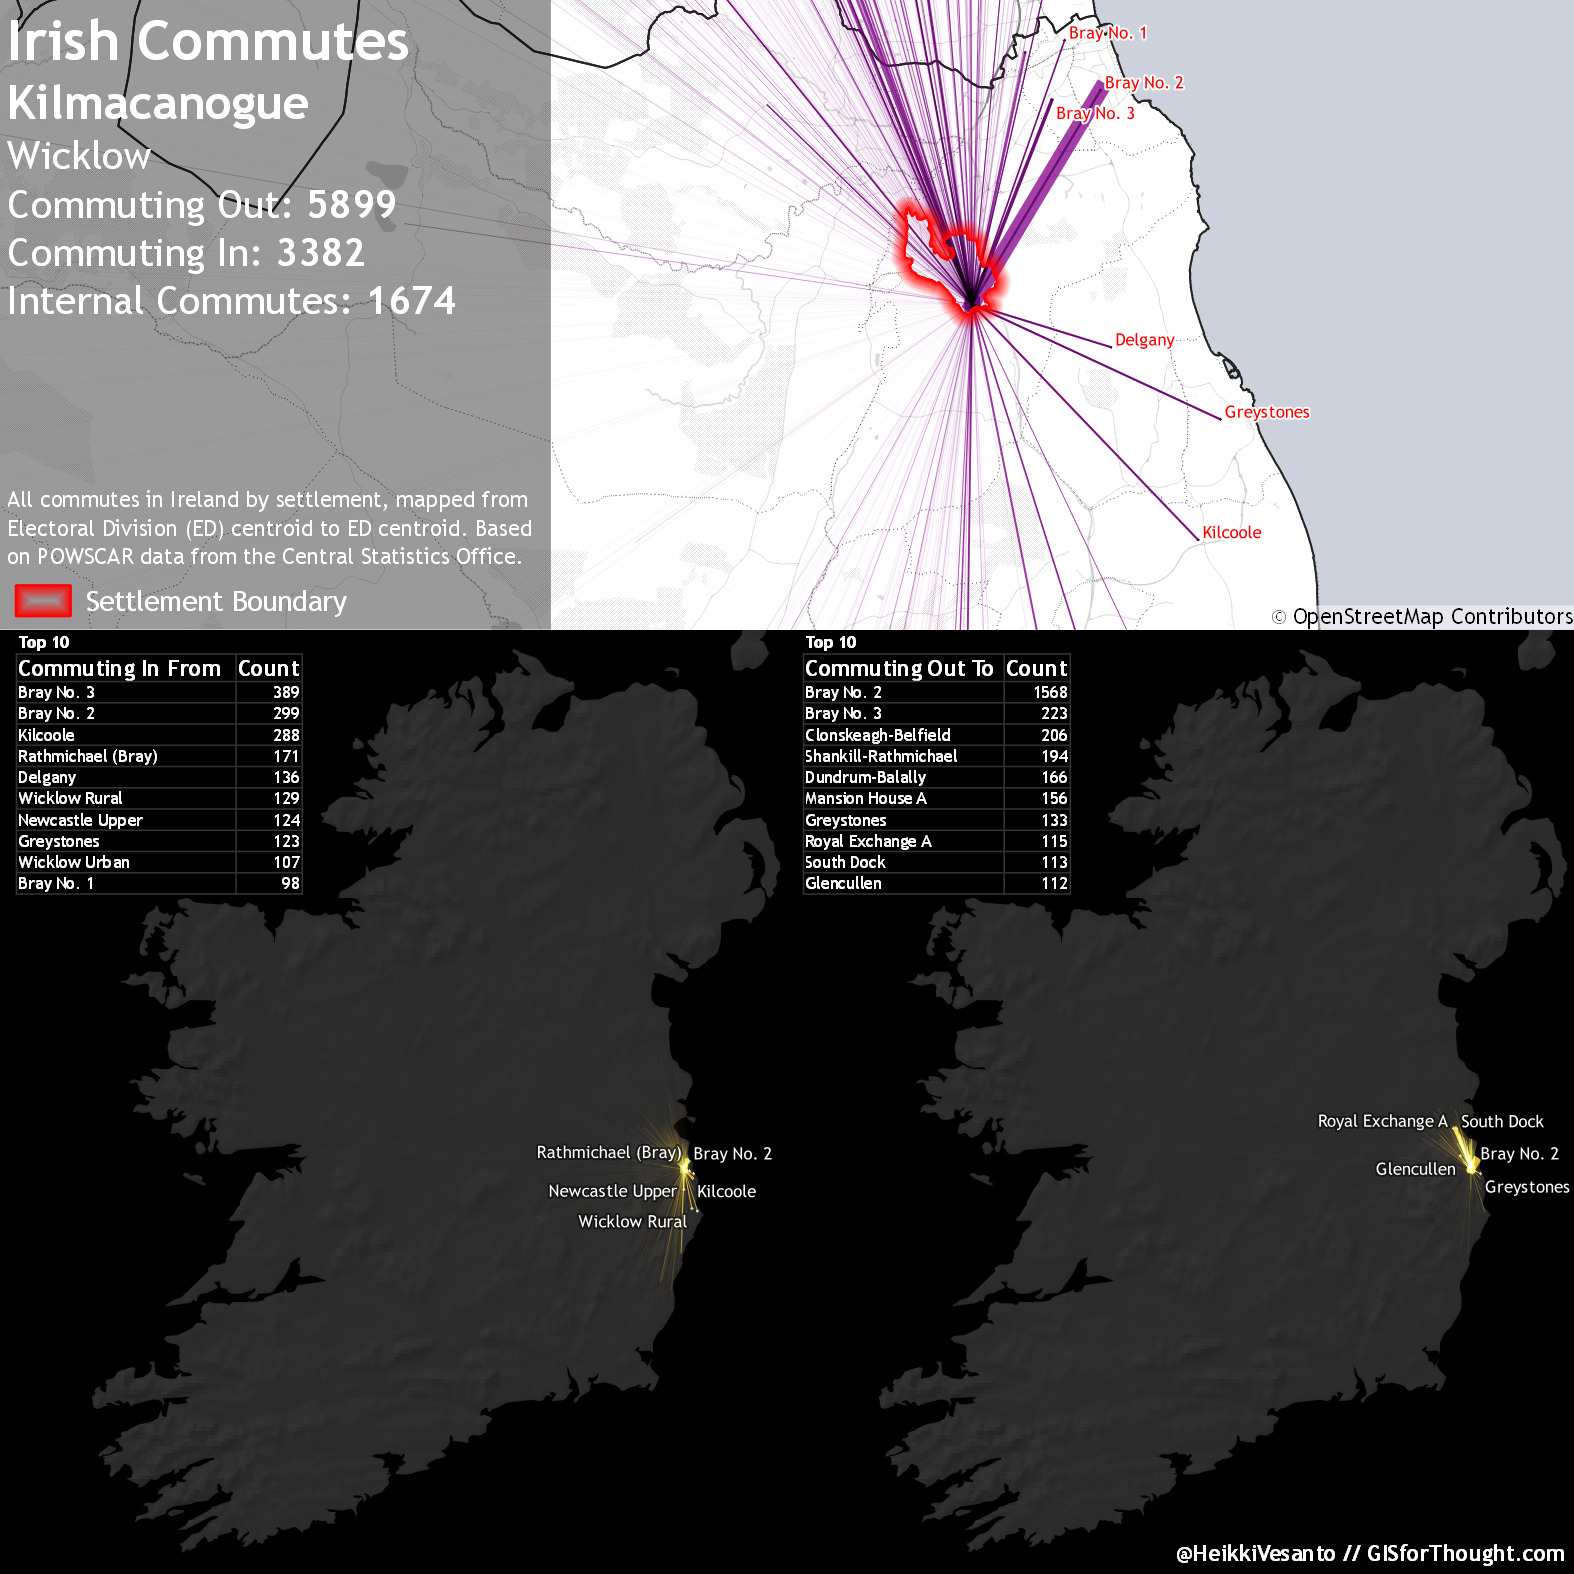 Irish Commutes
Kilmacanogue
Wicklow
Commuting Out: 5899
Commuting In: 3382
Internal Commutes: 1674
All commutes in Ireland by settlement, mapped from
Electoral Division (ED) centroid to ED centroid. Based
on POWSCAR data from the Central Statistics Office.
Settlement Boundary
Bray No. 1
Bray No. 2
Bray No. 3
Delgany
Greystones
Kilcoole
© OpenStreetMap Contributors
Top 10
Commuting In From Count
Bray No. 3 389
Bray No. 2 299
Kilcoole 288
Rathmichael (Bray) 171
Delgany 136
Wicklow Rural 129
Newcastle Upper 124
Greystones 123
Wicklow Urban 107
Bray No. 1 98
Rathmichael (Bray)
Bray No. 2
Newcastle Upper
Kilcoole
Wicklow Rural
Top 10
Commuting Out To Count
Bray No. 2 1568
Bray No. 3 223
Clonskeagh-Belfield 206
Shankill-Rathmichael 194
Dundrum-Balally 166
Mansion House A 156
Greystones 133
Royal Exchange A 115
South Dock 113
Glencullen 112
Royal Exchange A
South Dock
Bray No. 2
Glencullen
Greystones
@HeikkiVesanto // GISforThought.com